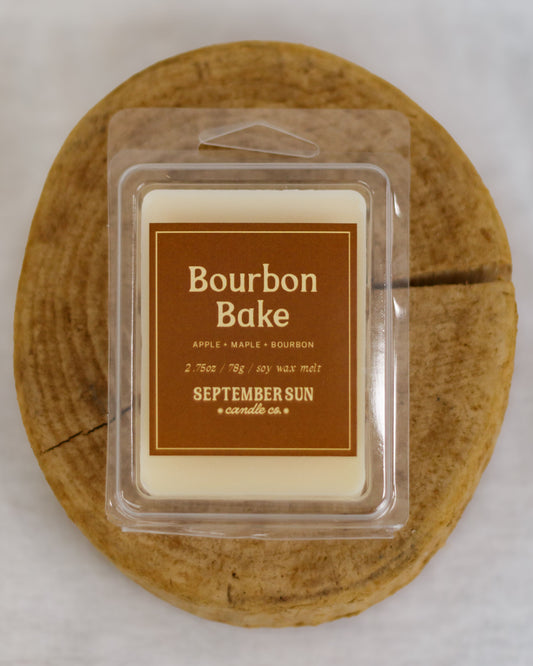 Bourbon
Bake
APPLE • MAPLE • BOURBON
2.75oz / 78g / soy wax melt
SEPTEMBER SUN
candle co.